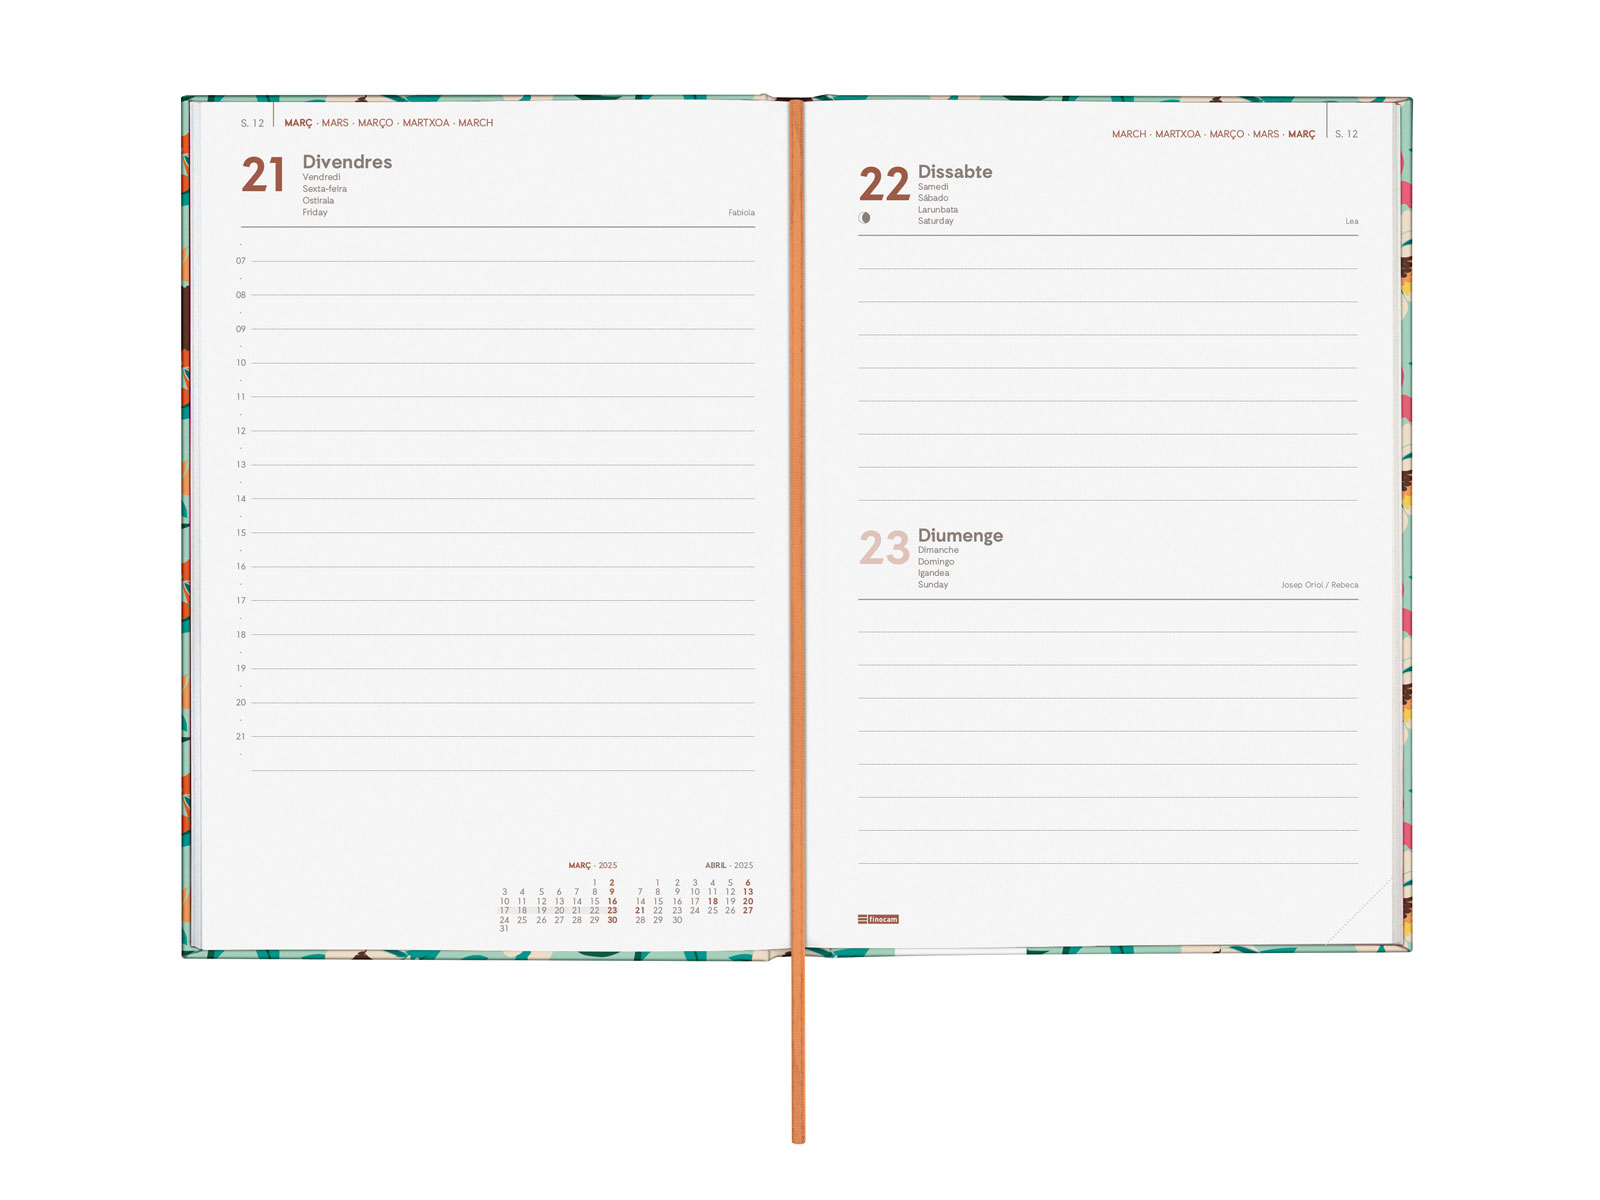 S. 12 MARÇ · MARS · MARÇO · MARTXOA · MARCH
21 Divendres
Vendredi
Sexta-feira
Ostirala
Friday
Fabiola
07
08
09
10
11
12
13
14
15
16
17
18
19
20
21
MARÇ - 2025
1 2
3 4 5 6 7 8 9
10 11 12 13 14 15 16
17 18 19 20 21 22 23
24 25 26 27 28 29 30
31
ABRIL - 2025
1 2 3 4 5 6
7 8 9 10 11 12 13
14 15 16 17 18 19 20
21 22 23 24 25 26 27
28 29 30
MARCH · MARTXOA · MARÇO · MARS · MARÇ S. 12
22 Dissabte
Samedi
Sábado
Larunbata
Saturday
Lea
23 Diumenge
Dimanche
Domingo
Igandea
Sunday
Josep Oriol / Rebeca
finocam